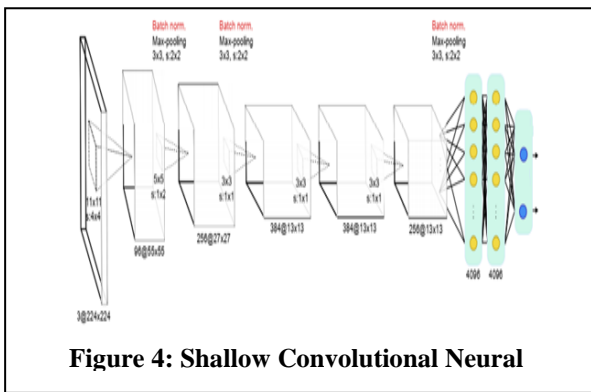 Batch norm.
Max-pooling
3x3, s:2x2
Batch norm.
Max-pooling
3x3, s:2x2
Batch norm.
Max-pooling
3x3, s:2x2
11x11
s:4x4
5x5
s:1x2
3x3
s:1x1
3x3
s:1x1
3x3
s:1x1
3@224x224
96@55x55
256@27x27
384@13x13
384@13x13
256@13x13
4096
4096
Figure 4: Shallow Convolutional Neural